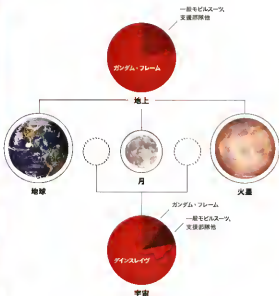 一般モビルスーツ、
支援部隊他
ガンダム・フレーム
地上
地球
月
火星
ガンダム・フレーム
一般モビルスーツ、
支援部隊他
ダインスレイヴ
宇宙